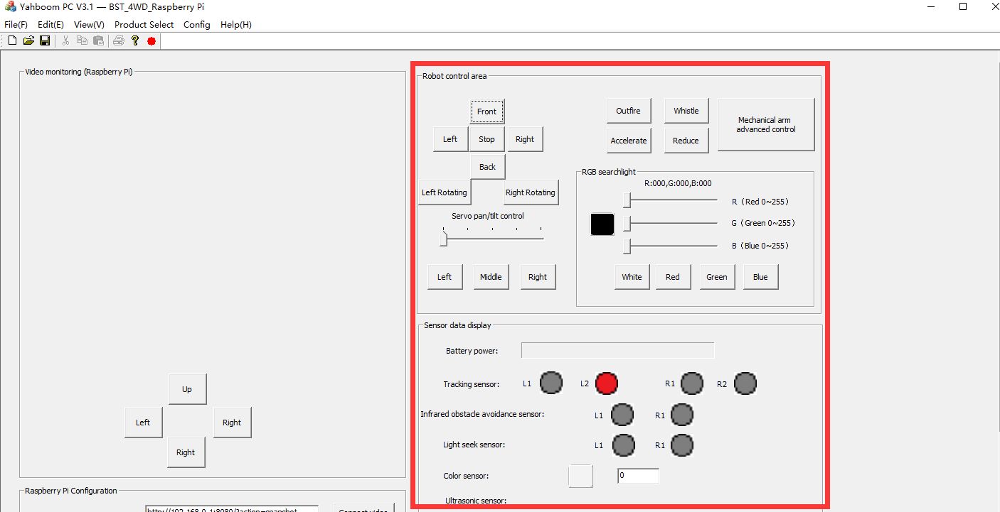 Yahboom PC V3.1 — BST_4WD_Raspberry Pi
File(F) Edit(E) View(V) Product Select Config Help(H)
Video monitoring (Raspberry Pi)
Up
Left Right
Right
Raspberry Pi Configuration
http://192.168.0.1:8080/?action=snapshot
Connect video
Robot control area
Front
Left Stop Right
Back
Left Rotating Right Rotating
Servo pan/tilt control
Left Middle Right
Outfire Whistle
Accelerate Reduce
Mechanical arm
advanced control
RGB searchlight
R:000,G:000,B:000
R（Red 0~255）
G（Green 0~255）
B（Blue 0~255）
White Red Green Blue
Sensor data display
Battery power:
Tracking sensor: L1 L2 R1 R2
Infrared obstacle avoidance sensor: L1 R1
Light seek sensor: L1 R1
Color sensor: 0
Ultrasonic sensor: